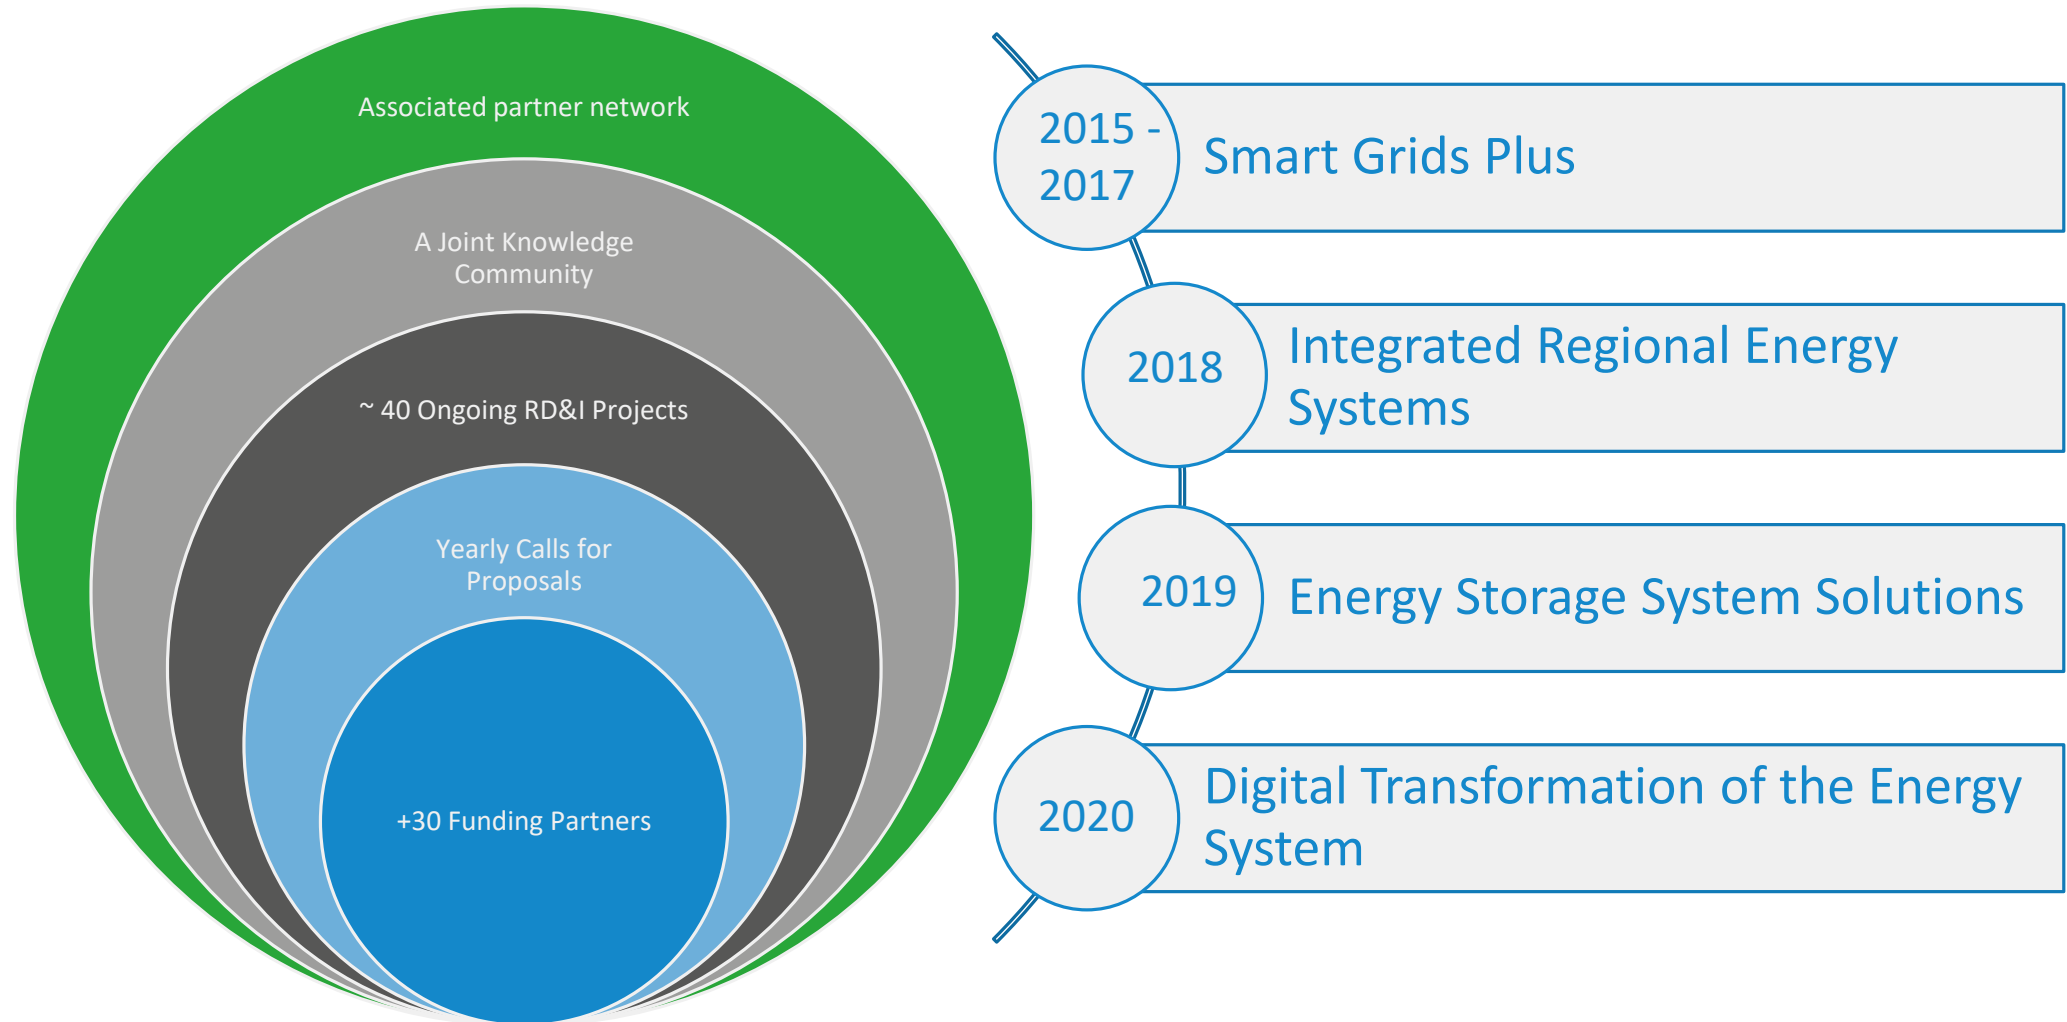 Associated partner network
A Joint Knowledge
Community
~ 40 Ongoing RD&I Projects
Yearly Calls for
Proposals
+30 Funding Partners
2015 -
2017
Smart Grids Plus
2018
Integrated Regional Energy
Systems
2019
Energy Storage System Solutions
2020
Digital Transformation of the Energy
System